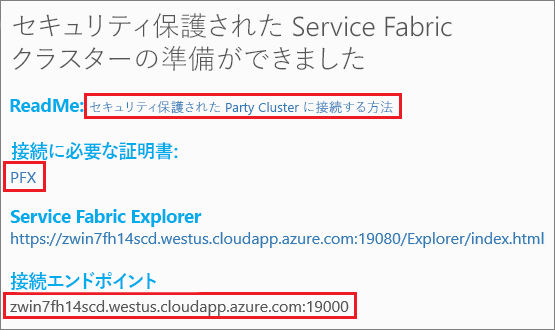 セキュリティ保護された Service Fabric
クラスターの準備ができました
ReadMe: セキュリティ保護された Party Cluster に接続する方法
接続に必要な証明書:
PFX
Service Fabric Explorer
https://zwin7fh14scd.westus.cloudapp.azure.com:19080/Explorer/index.html
接続エンドポイント
zwin7fh14scd.westus.cloudapp.azure.com:19000